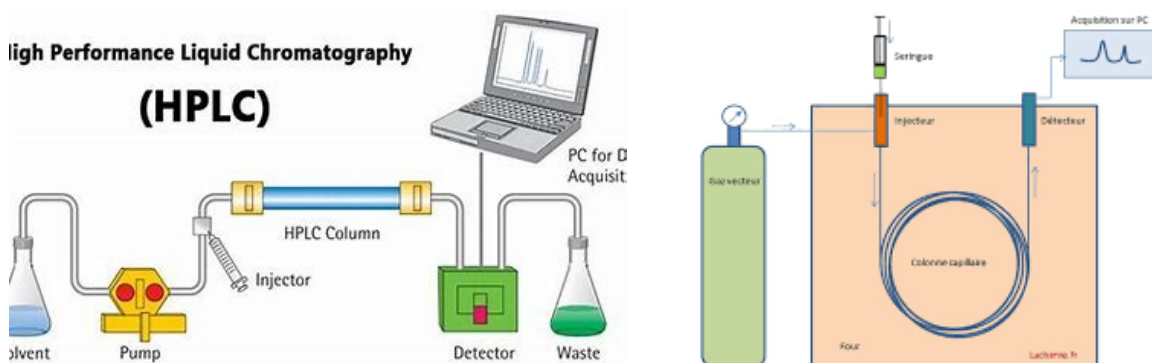 igh Performance Liquid Chromatography
(HPLC)
PC for D
Acquisit
HPLC Column
Injector
olvent
Pump
Detector
Waste
Acquisition sur PC
Seringue
Injecteur
Détecteur
Gaz vecteur
Colonne capillaire
Four
Lachimie.fr